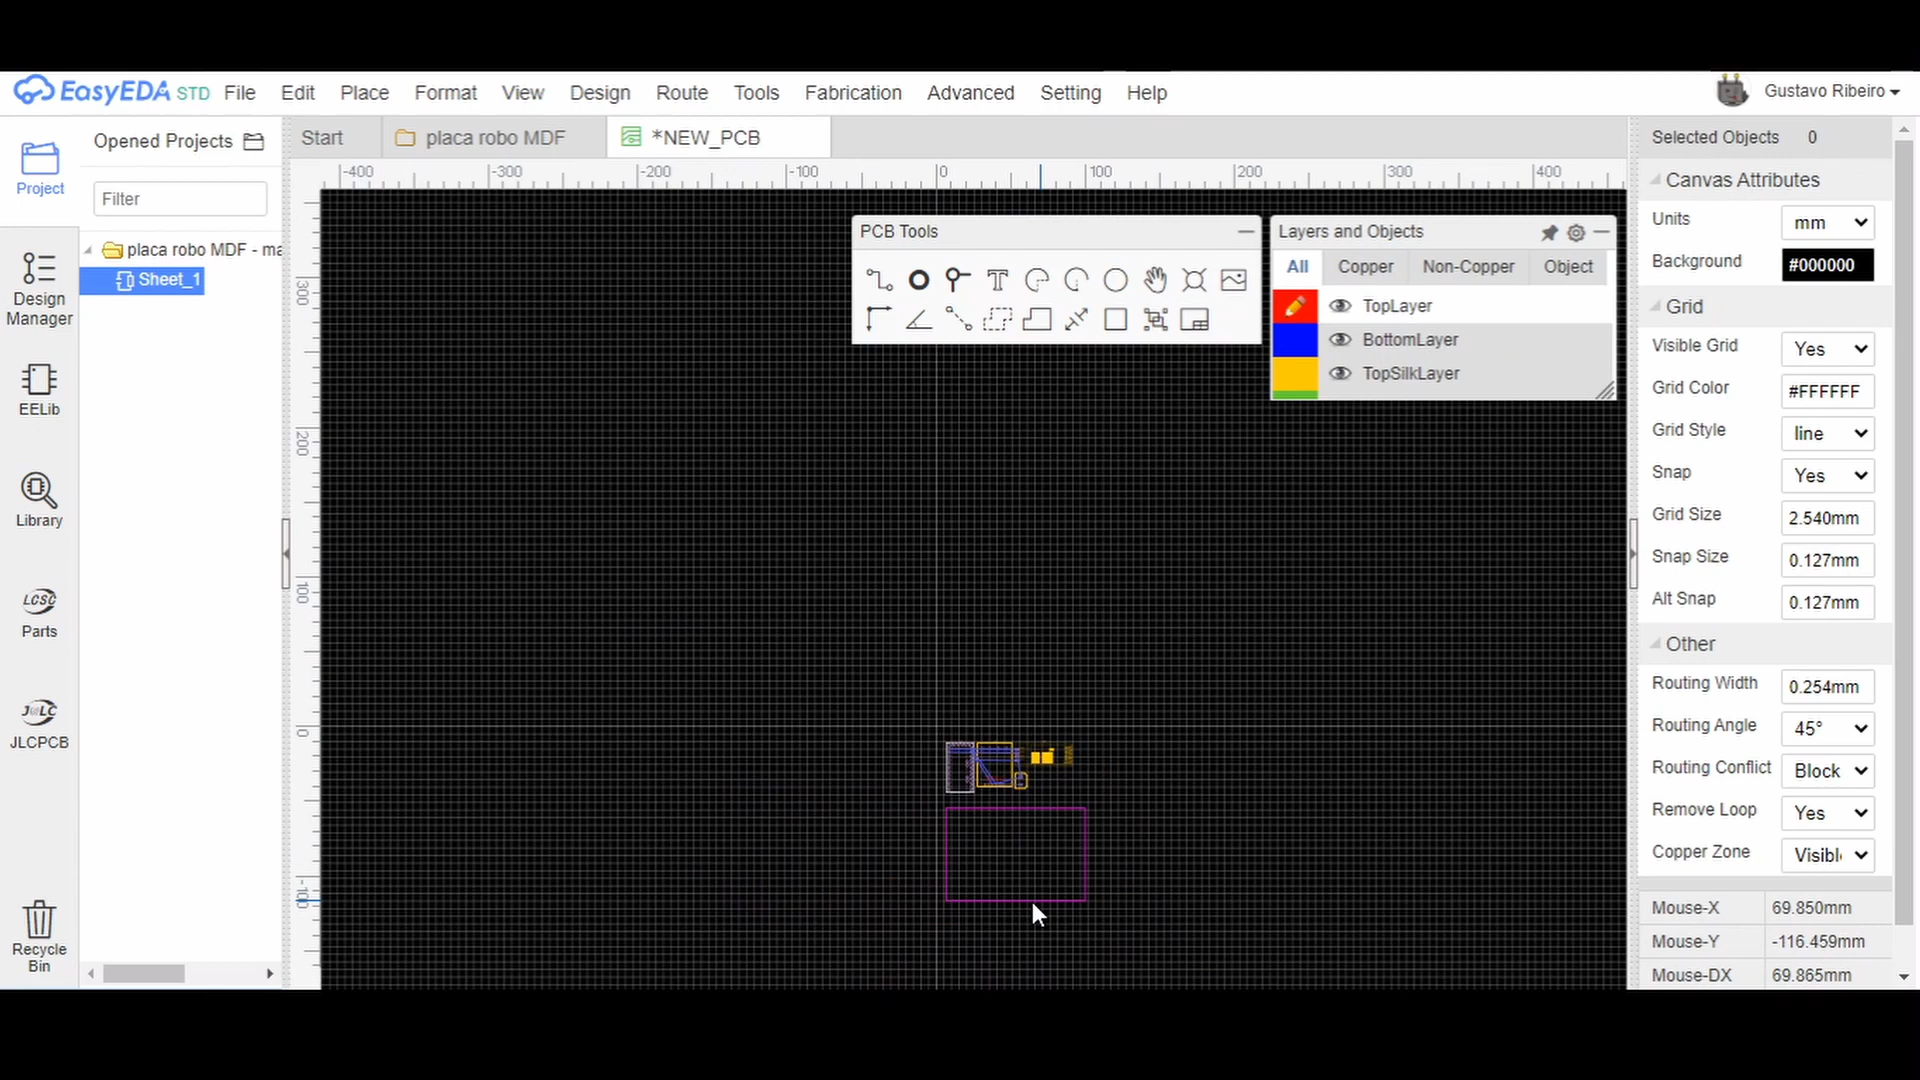 EasyEDA STD File Edit Place Format View Design Route Tools Fabrication Advanced Setting Help Gustavo Ribeiro
Opened Projects
Start placa robo MDF *NEW_PCB
Selected Objects 0
Project
Filter
placa robo MDF - ma
Sheet_1
Design
Manager
EELib
Library
LCSC
Parts
JLCPCB
Recycle
Bin
-400 -300 -200 -100 0 100 200 300 400
300
200
100
0
-100
PCB Tools
T
Layers and Objects
All Copper Non-Copper Object
TopLayer
BottomLayer
TopSilkLayer
Canvas Attributes
Units mm
Background #000000
Grid
Visible Grid Yes
Grid Color #FFFFFF
Grid Style line
Snap Yes
Grid Size 2.540mm
Snap Size 0.127mm
Alt Snap 0.127mm
Other
Routing Width 0.254mm
Routing Angle 45°
Routing Conflict Block
Remove Loop Yes
Copper Zone Visibl
Mouse-X 69.850mm
Mouse-Y -116.459mm
Mouse-DX 69.865mm